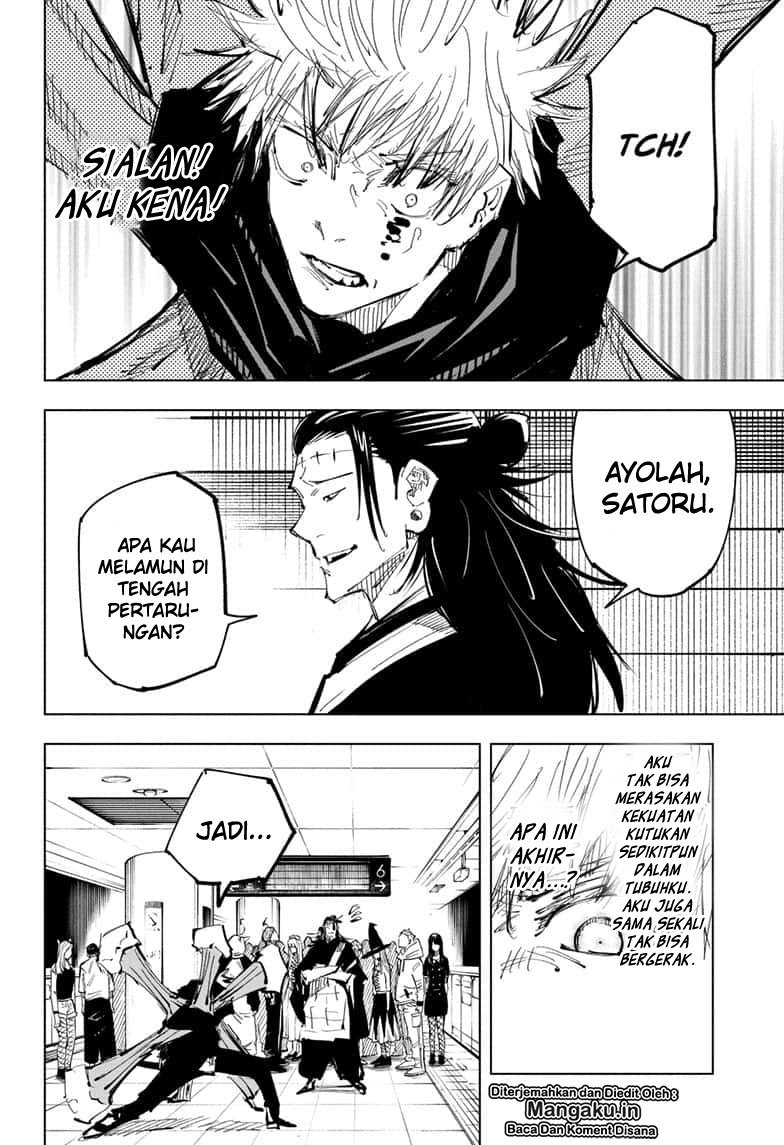 TCH!
SIALAN!
AKU KENA!
AYOLAH,
SATORU.
APA KAU
MELAMUN DI
TENGAH
PERTARU-
NGAN?
AKU
TAK BISA
MERASAKAN
KEKUATAN
KUTUKAN
SEDIKITPUN
DALAM
TUBUHKU.
AKU JUGA
SAMA SEKALI
TAK BISA
BERGERAK.
APA INI
AKHIR-
NYA...?
JADI...
6
→
Diterjemahkan dan Diedit Oleh :
Mangaku.in
Baca Dan Koment Disana